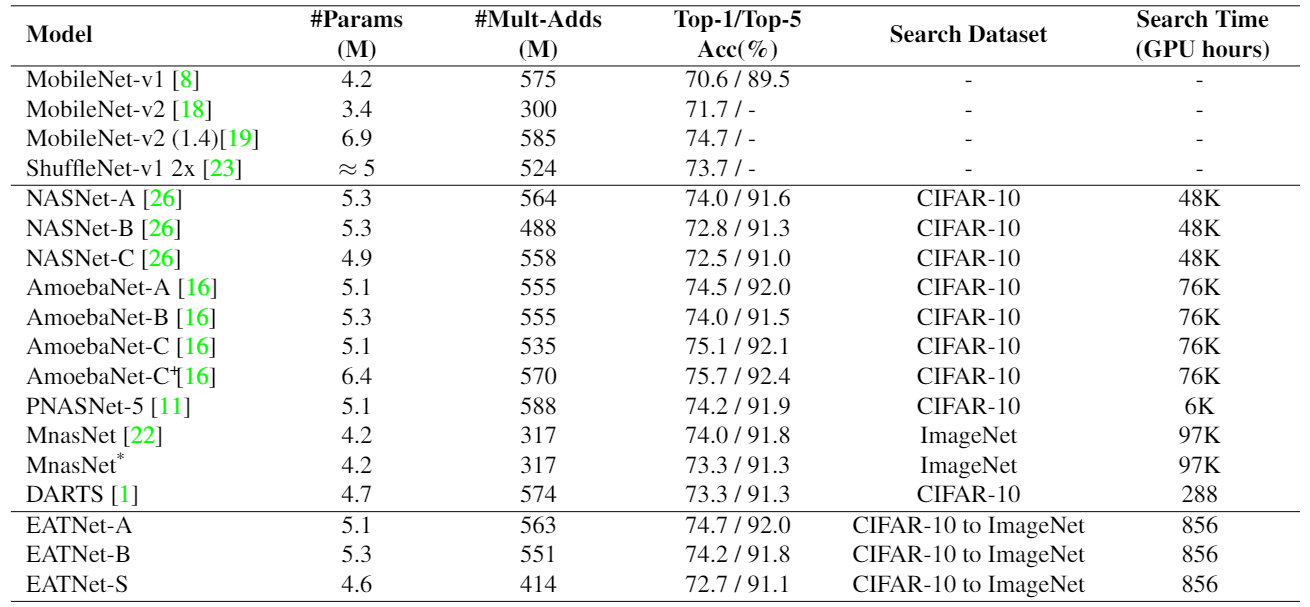 Model #Params (M) #Mult-Adds (M) Top-1/Top-5 Acc(%) Search Dataset Search Time (GPU hours)
MobileNet-v1 [8] 4.2 575 70.6 / 89.5 - -
MobileNet-v2 [18] 3.4 300 71.7 / - - -
MobileNet-v2 (1.4)[19] 6.9 585 74.7 / - - -
ShuffleNet-v1 2x [23] ≈ 5 524 73.7 / - - -
NASNet-A [26] 5.3 564 74.0 / 91.6 CIFAR-10 48K
NASNet-B [26] 5.3 488 72.8 / 91.3 CIFAR-10 48K
NASNet-C [26] 4.9 558 72.5 / 91.0 CIFAR-10 48K
AmoebaNet-A [16] 5.1 555 74.5 / 92.0 CIFAR-10 76K
AmoebaNet-B [16] 5.3 555 74.0 / 91.5 CIFAR-10 76K
AmoebaNet-C [16] 5.1 535 75.1 / 92.1 CIFAR-10 76K
AmoebaNet-C†[16] 6.4 570 75.7 / 92.4 CIFAR-10 76K
PNASNet-5 [11] 5.1 588 74.2 / 91.9 CIFAR-10 6K
MnasNet [22] 4.2 317 74.0 / 91.8 ImageNet 97K
MnasNet* 4.2 317 73.3 / 91.3 ImageNet 97K
DARTS [1] 4.7 574 73.3 / 91.3 CIFAR-10 288
EATNet-A 5.1 563 74.7 / 92.0 CIFAR-10 to ImageNet 856
EATNet-B 5.3 551 74.2 / 91.8 CIFAR-10 to ImageNet 856
EATNet-S 4.6 414 72.7 / 91.1 CIFAR-10 to ImageNet 856